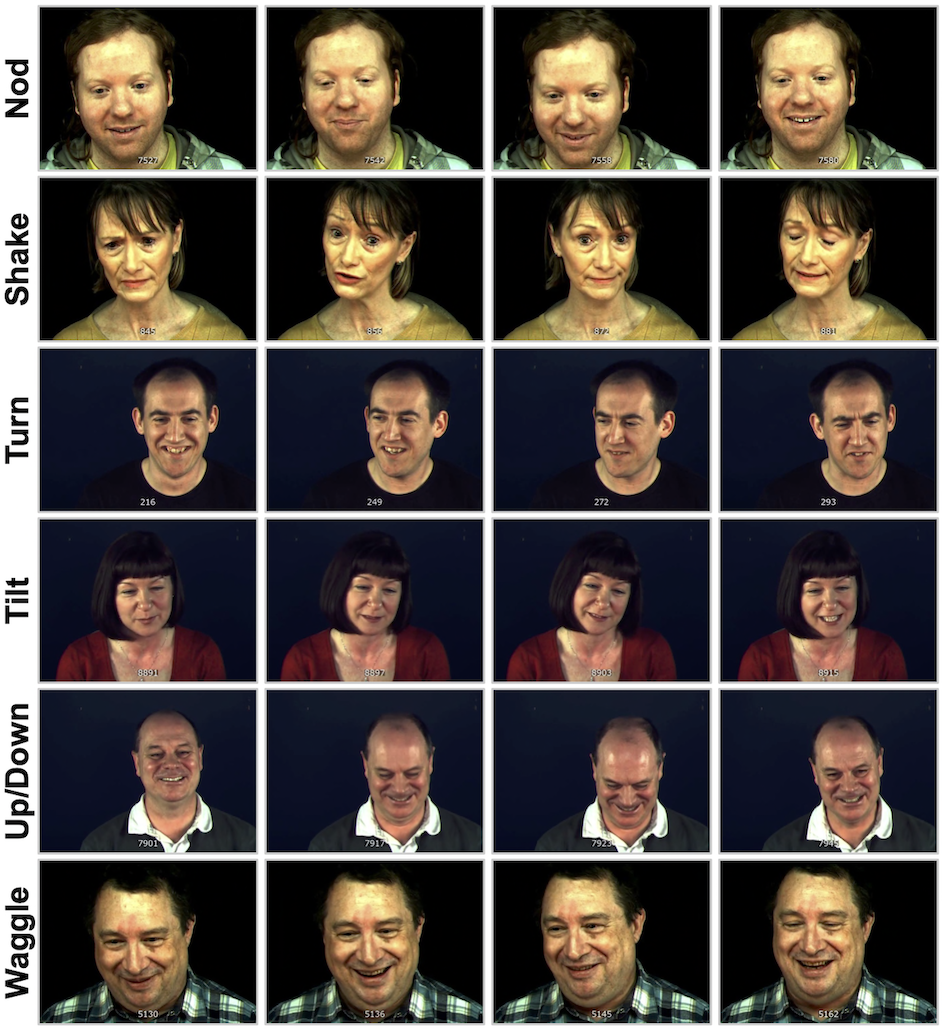 Nod
7527 7542 7558 7580
Shake
845 856 872 881
Turn
216 249 272 293
Tilt
8891 8897 8903 8915
Up/Down
7901 7917 7923
Waggle
5130 5136 5145 5162